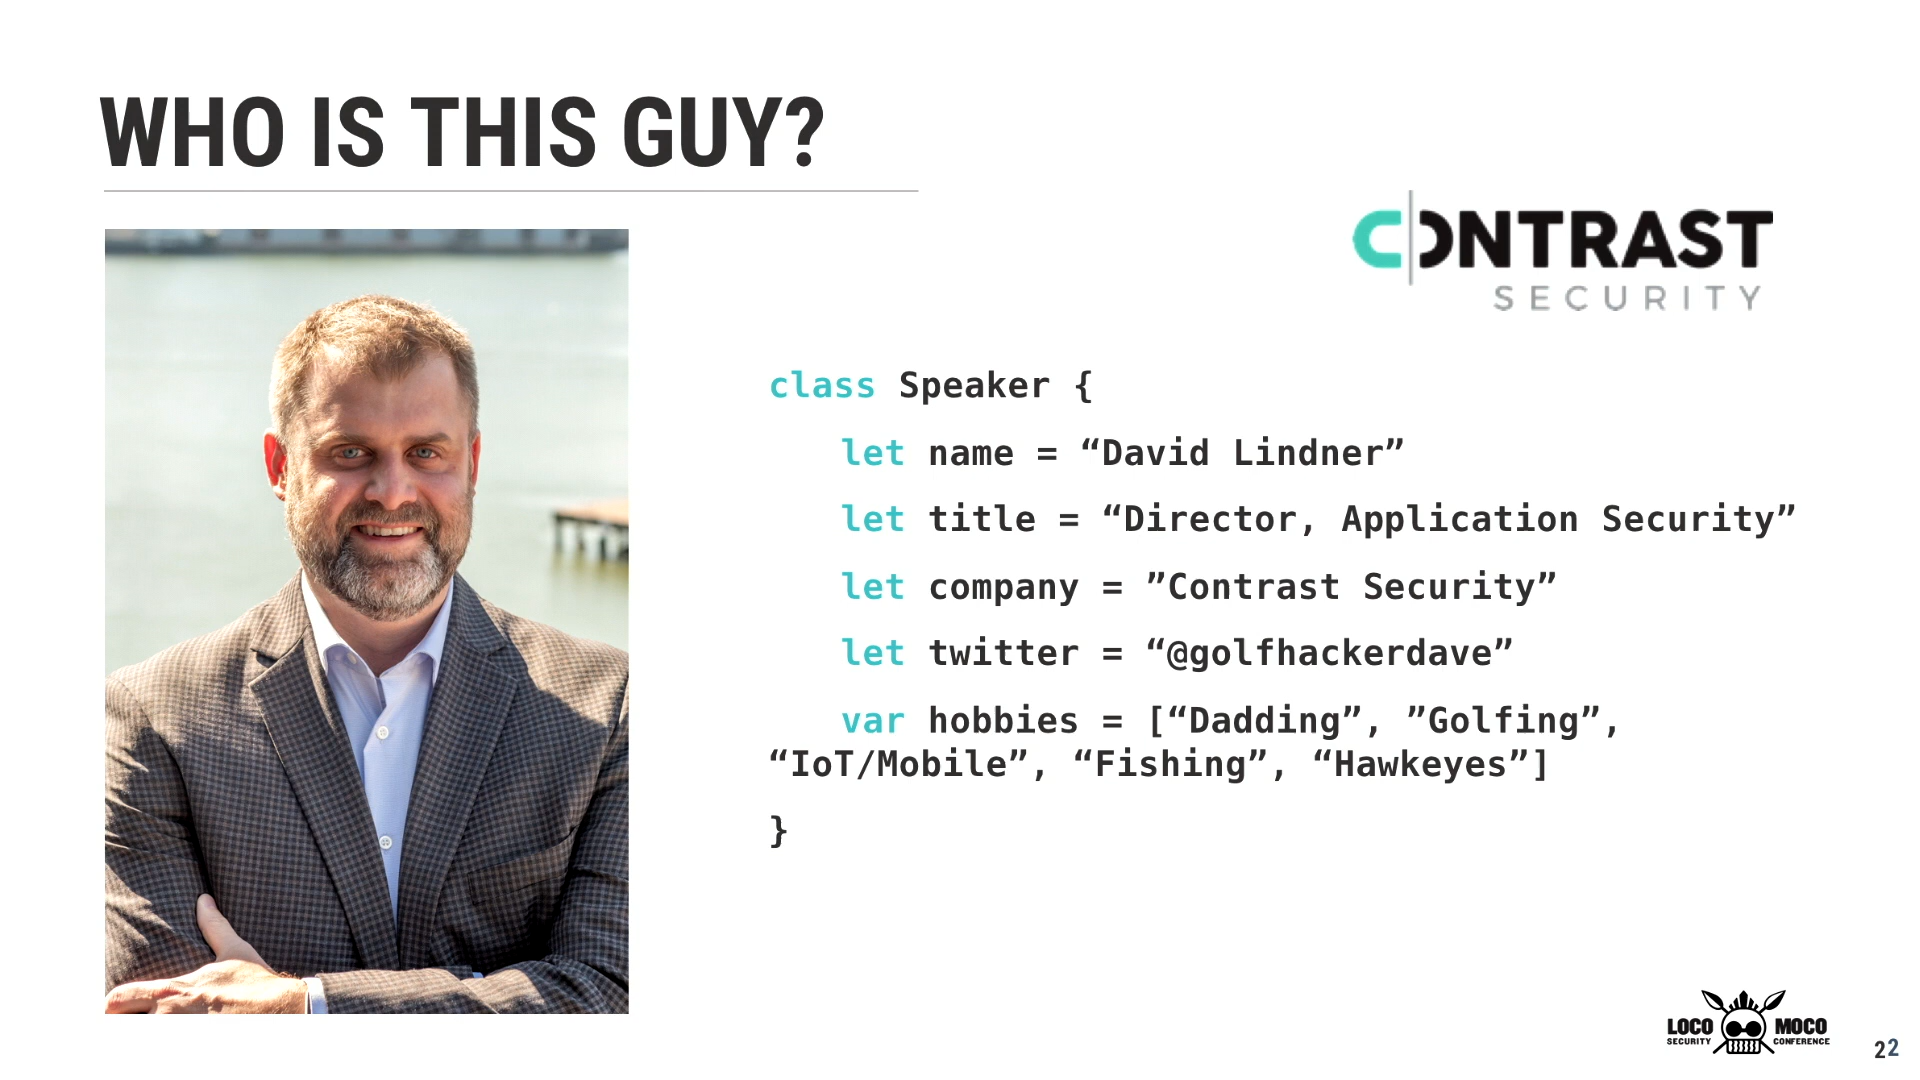 WHO IS THIS GUY?
CONTRAST
SECURITY
class Speaker {
let name = “David Lindner”
let title = “Director, Application Security”
let company = ”Contrast Security”
let twitter = “@golfhackerdave”
var hobbies = [“Dadding”, ”Golfing”,
“IoT/Mobile”, “Fishing”, “Hawkeyes”]
}
LOCO MOCO
SECURITY CONFERENCE
22